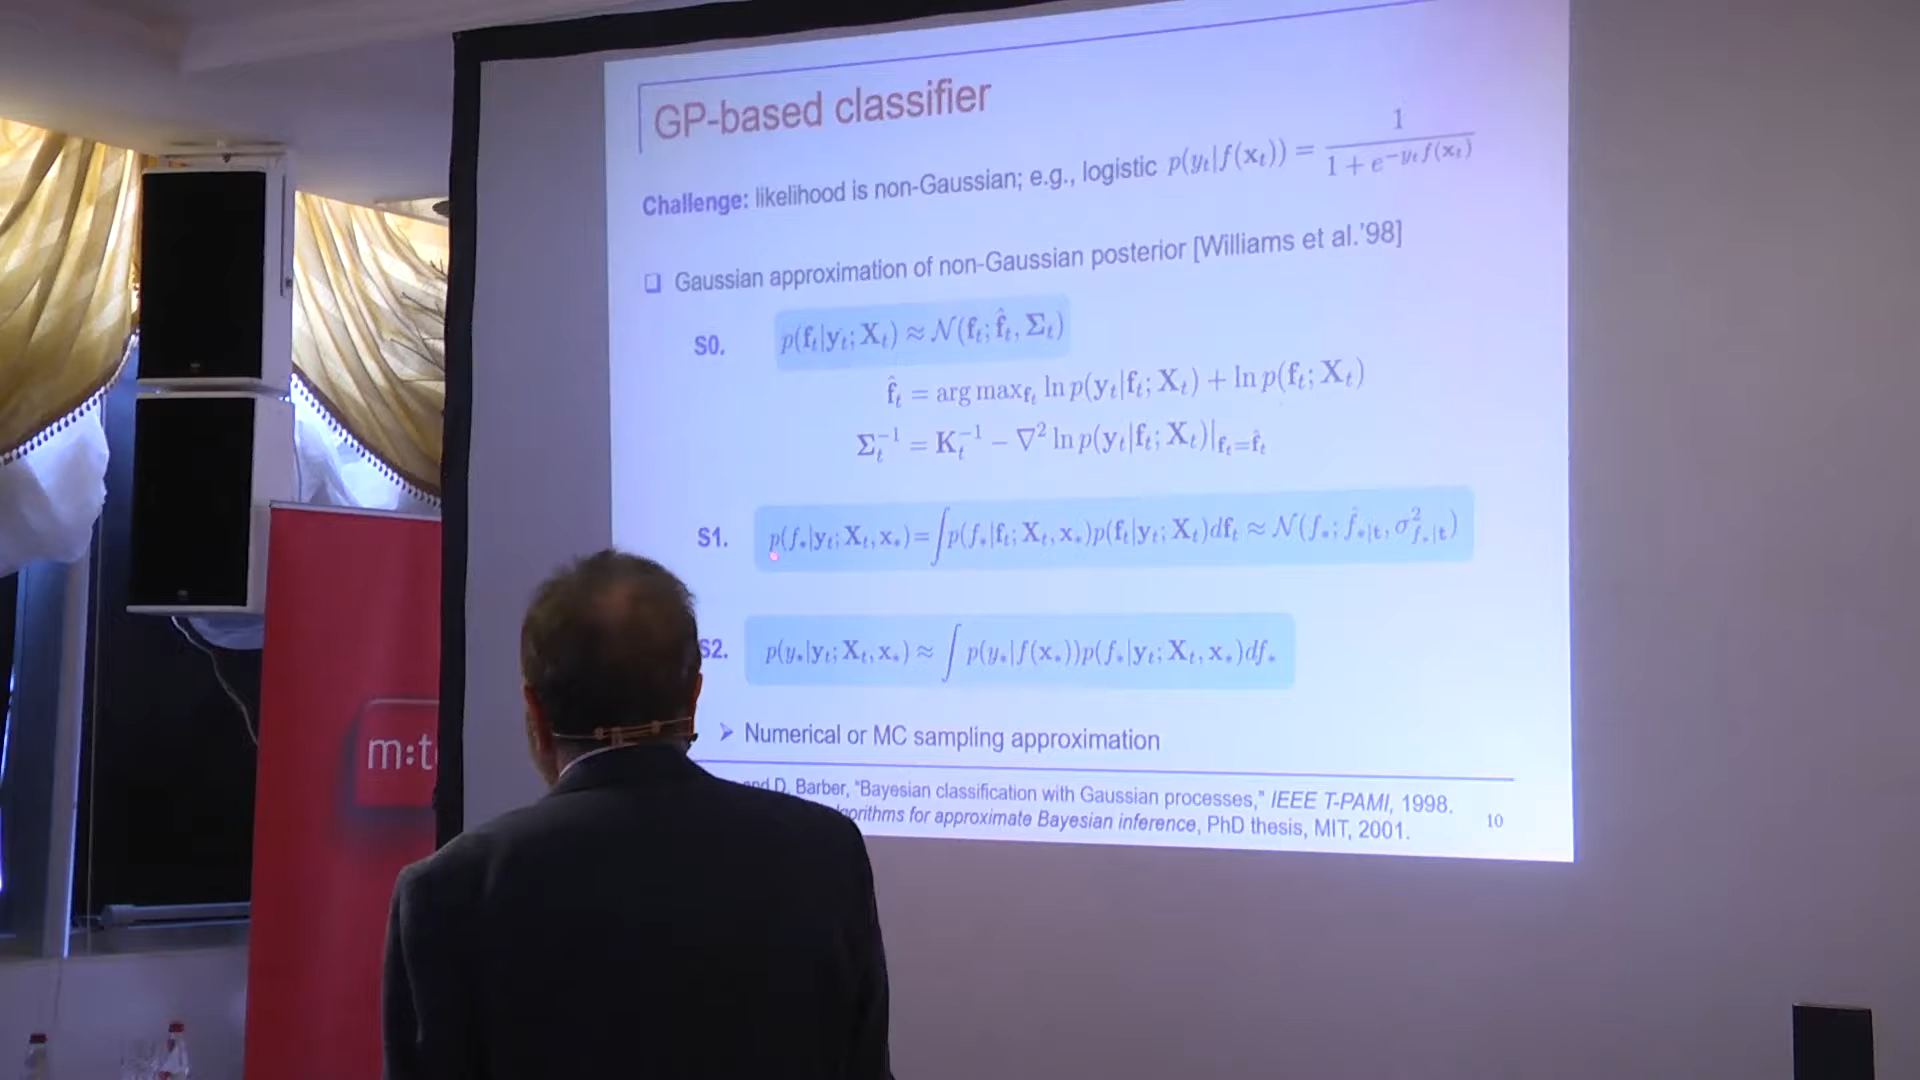 GP-based classifier
Challenge: likelihood is non-Gaussian; e.g., logistic p(y_t|f(x_t)) = 1 / (1 + e^{-y_t f(x_t)})
❑ Gaussian approximation of non-Gaussian posterior [Williams et al.'98]
S0. p(f_t|y_t; X_t) ≈ N(f_t; f̂_t, Σ_t)
f̂_t = arg max_{f_t} ln p(y_t|f_t; X_t) + ln p(f_t; X_t)
Σ_t^{-1} = K_t^{-1} − ∇² ln p(y_t|f_t; X_t)|_{f_t=f̂_t}
S1. p(f_*|y_t; X_t, x_*) = ∫ p(f_*|f_t; X_t, x_*)p(f_t|y_t; X_t)df_t ≈ N(f_*; f̂_{*|t}, σ²_{f_*|t})
S2. p(y_*|y_t; X_t, x_*) ≈ ∫ p(y_*|f(x_*))p(f_*|y_t; X_t, x_*)df_*
➢ Numerical or MC sampling approximation
and D. Barber, "Bayesian classification with Gaussian processes," IEEE T-PAMI, 1998.
for approximate Bayesian inference, PhD thesis, MIT, 2001.
10
m:t